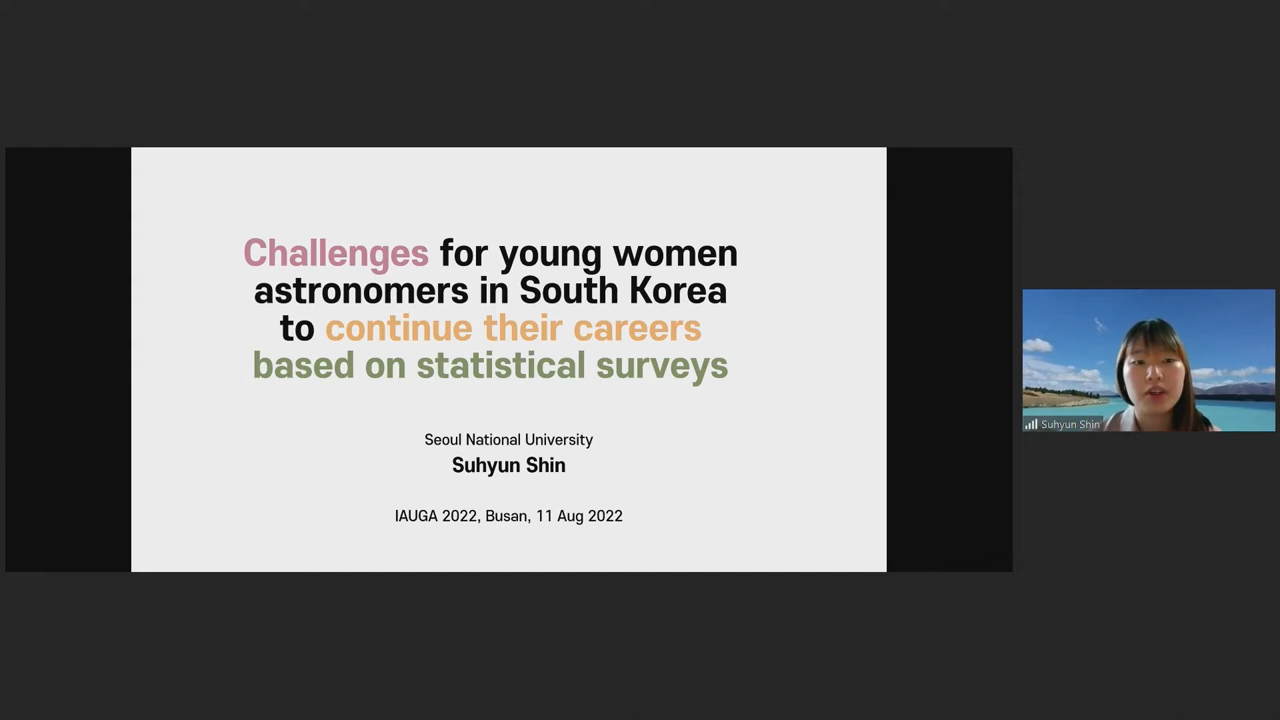 Challenges for young women
astronomers in South Korea
to continue their careers
based on statistical surveys
Seoul National University
Suhyun Shin
IAUGA 2022, Busan, 11 Aug 2022
Suhyun Shin